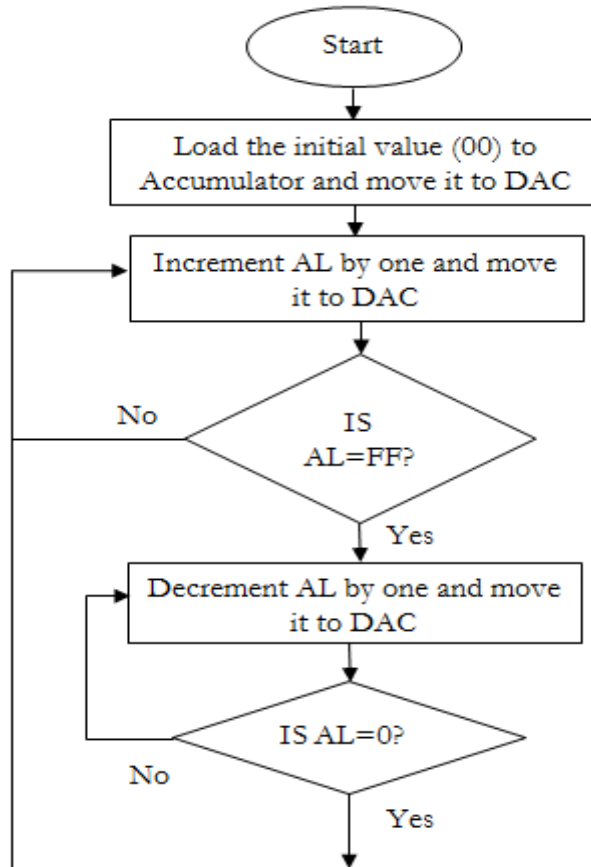 Start
Load the initial value (00) to
Accumulator and move it to DAC
Increment AL by one and move
it to DAC
No
IS
AL=FF?
Yes
Decrement AL by one and move
it to DAC
IS AL=0?
No
Yes